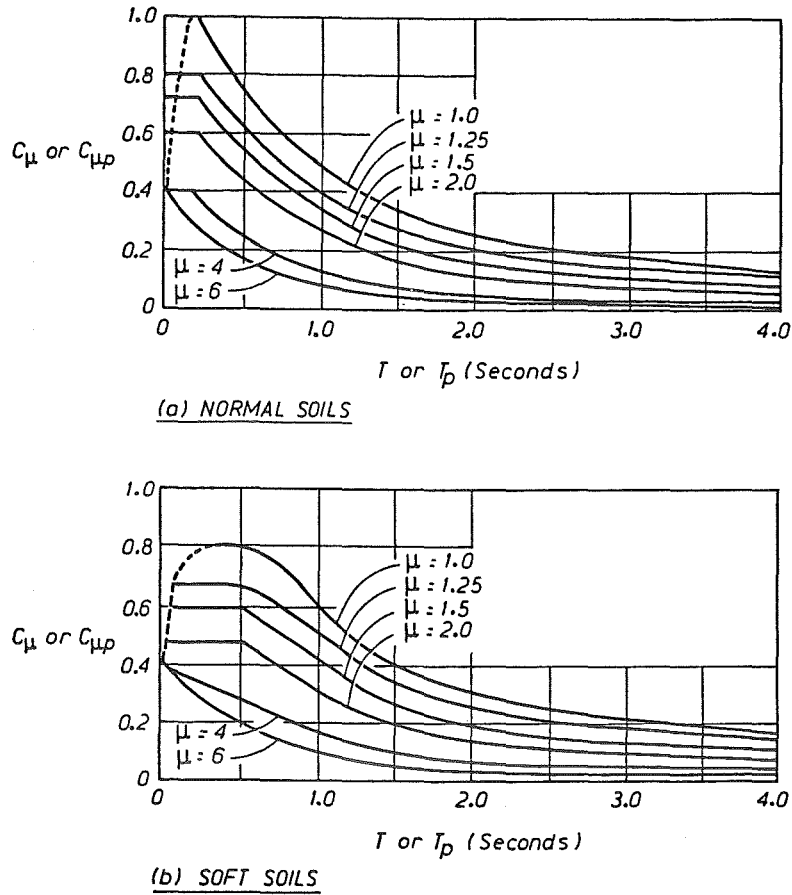 1.0
0.8
0.6
0.4
0.2
0
Cμ or Cμp
μ = 1.0
μ = 1.25
μ = 1.5
μ = 2.0
μ = 4
μ = 6
0 1.0 2.0 3.0 4.0
T or Tp (Seconds)
(a) NORMAL SOILS
1.0
0.8
0.6
0.4
0.2
0
Cμ or Cμp
μ = 1.0
μ = 1.25
μ = 1.5
μ = 2.0
μ = 4
μ = 6
0 1.0 2.0 3.0 4.0
T or Tp (Seconds)
(b) SOFT SOILS